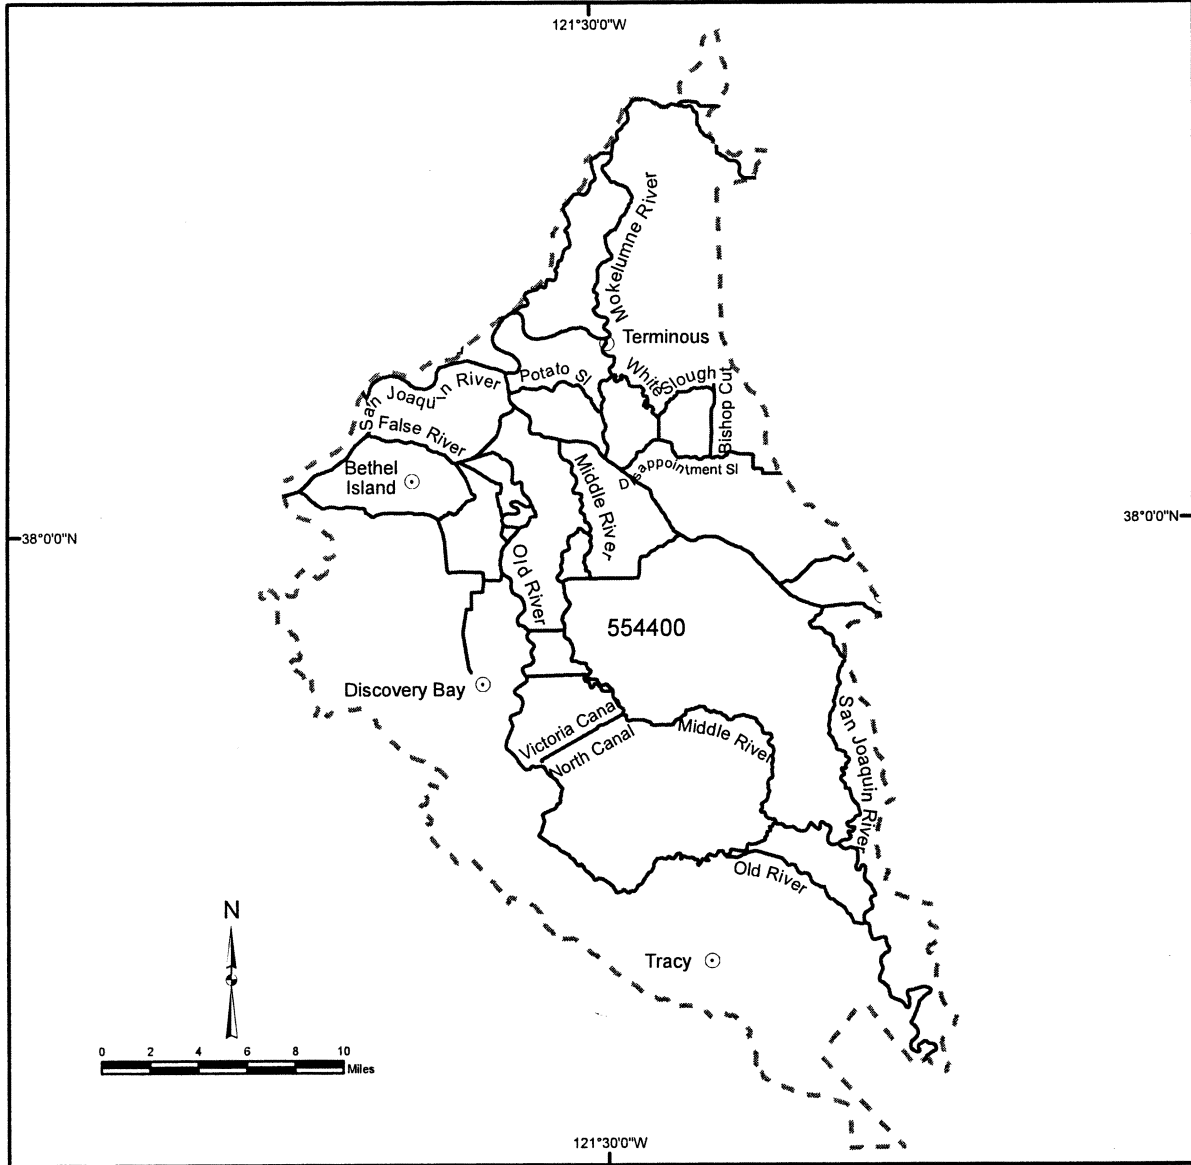 121°30'0"W
Mokelumne River
Terminous
White Slough
Potato Sl
San Joaquin River
Bishop Cut
False River
Bethel
Island
Disappointment Sl
Middle River
38°0'0"N
38°0'0"N
Old River
554400
Discovery Bay
Victoria Canal
North Canal
Middle River
San Joaquin River
Old River
N
Tracy
0 2 4 6 8 10
Miles
121°30'0"W